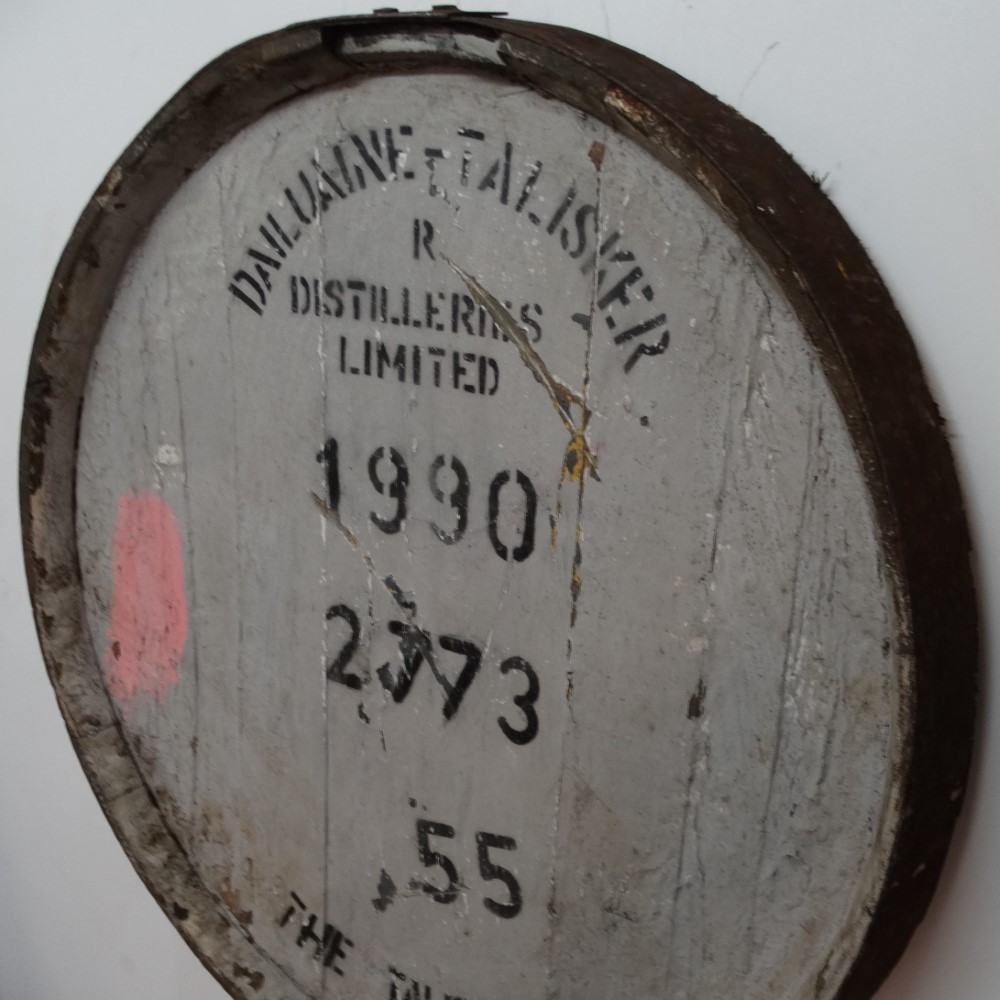 DAILUAINE-TALISKER
R
DISTILLERIES
LIMITED
1990
2773
55
THE